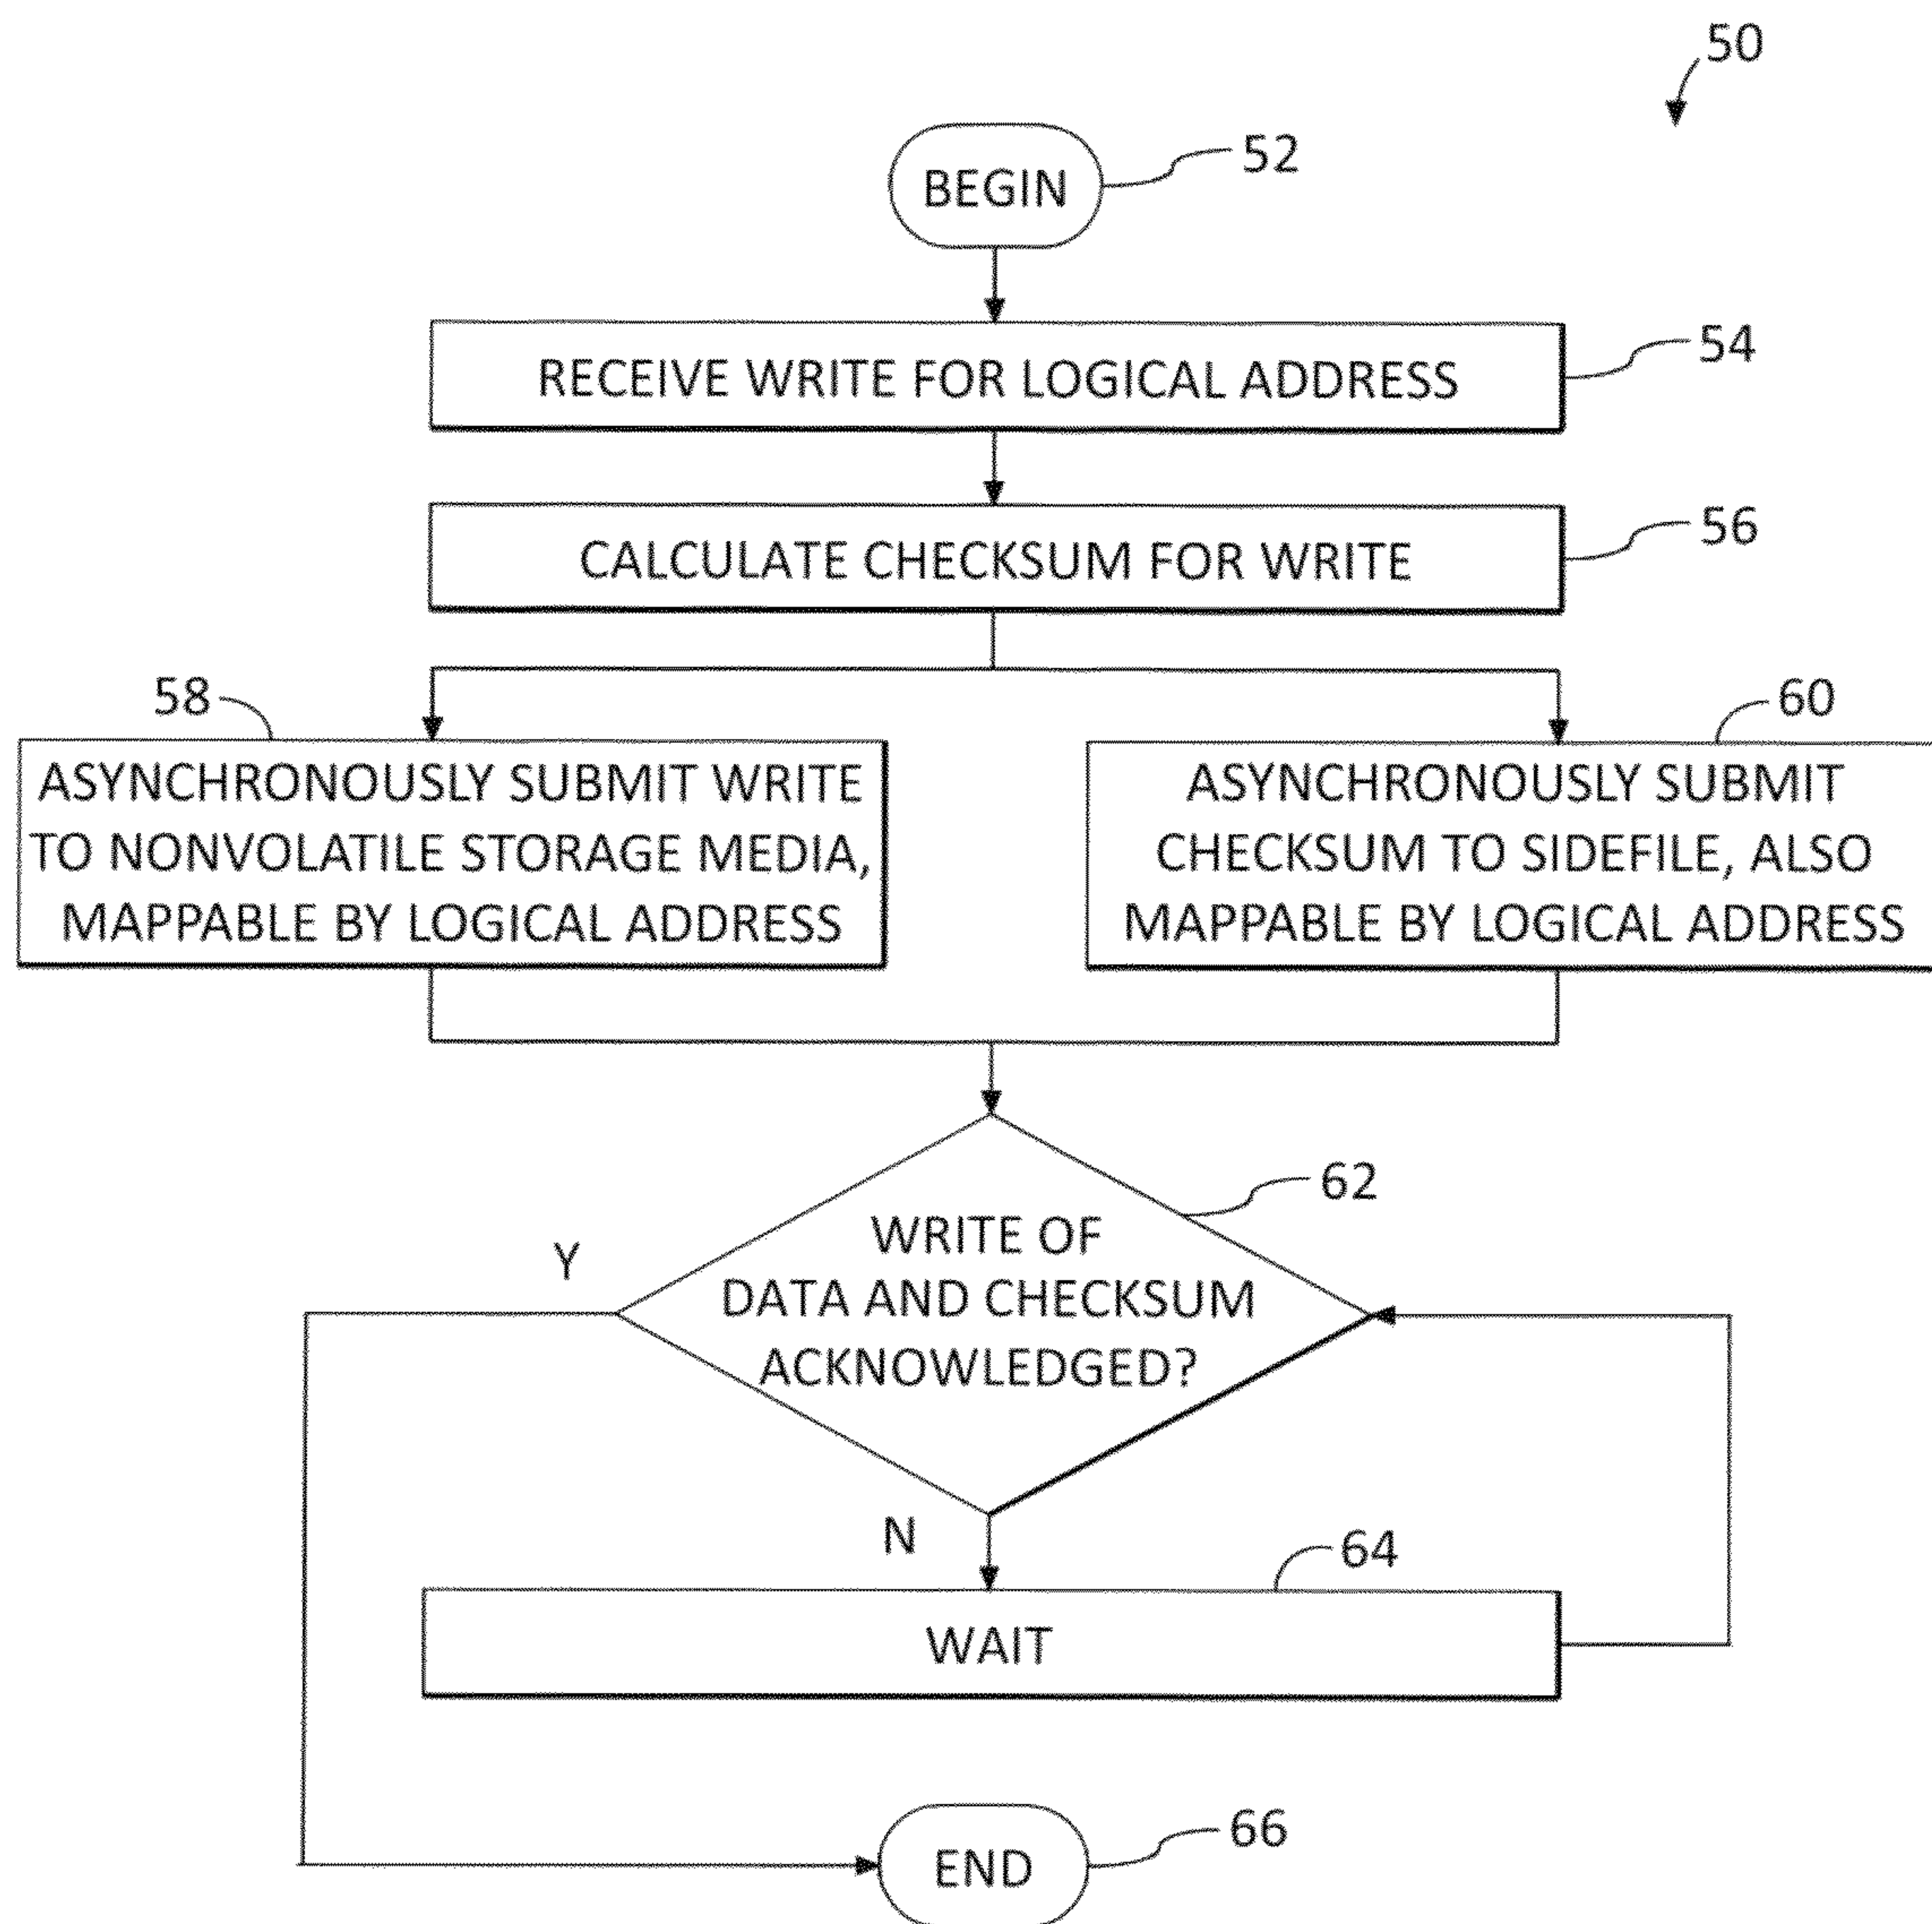 50
BEGIN
52
RECEIVE WRITE FOR LOGICAL ADDRESS
54
CALCULATE CHECKSUM FOR WRITE
56
58
ASYNCHRONOUSLY SUBMIT WRITE
TO NONVOLATILE STORAGE MEDIA,
MAPPABLE BY LOGICAL ADDRESS
60
ASYNCHRONOUSLY SUBMIT
CHECKSUM TO SIDEFILE, ALSO
MAPPABLE BY LOGICAL ADDRESS
62
WRITE OF
DATA AND CHECKSUM
ACKNOWLEDGED?
Y
N
64
WAIT
66
END